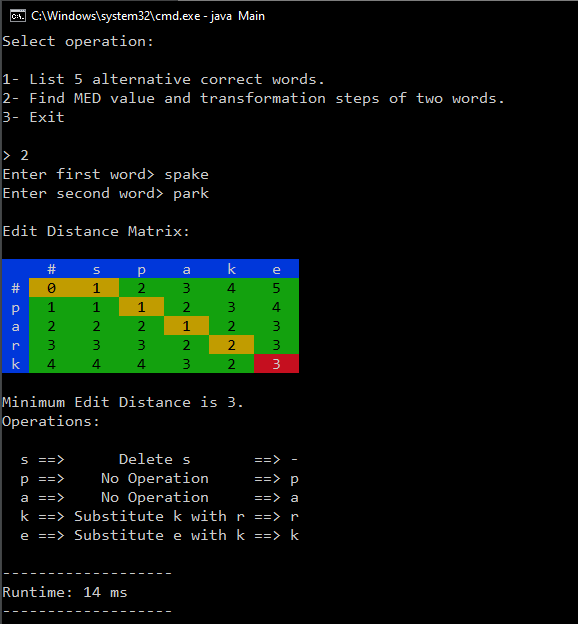 C:\Windows\system32\cmd.exe - java Main
Select operation:
1- List 5 alternative correct words.
2- Find MED value and transformation steps of two words.
3- Exit
> 2
Enter first word> spake
Enter second word> park
Edit Distance Matrix:
# s p a k e
# 0 1 2 3 4 5
p 1 1 1 2 3 4
a 2 2 2 1 2 3
r 3 3 3 2 2 3
k 4 4 4 3 2 3
Minimum Edit Distance is 3.
Operations:
s ==> Delete s ==> -
p ==> No Operation ==> p
a ==> No Operation ==> a
k ==> Substitute k with r ==> r
e ==> Substitute e with k ==> k
-------------------
Runtime: 14 ms
-------------------